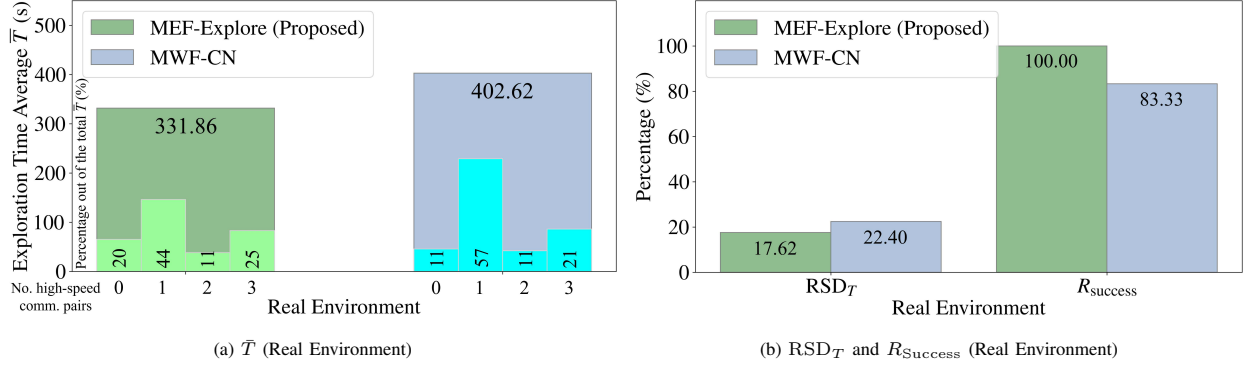 MEF-Explore (Proposed)
MWF-CN
Exploration Time Average T̅ (s)
Percentage out of the total T̅ (%)
500
400
300
200
100
0
331.86
402.62
20 44 11 25
11 57 11 21
No. high-speed
comm. pairs
0 1 2 3
0 1 2 3
Real Environment
(a) T̄ (Real Environment)
MEF-Explore (Proposed)
MWF-CN
Percentage (%)
100
80
60
40
20
0
17.62
22.40
100.00
83.33
RSD_T
R_success
Real Environment
(b) RSD_T and R_Success (Real Environment)